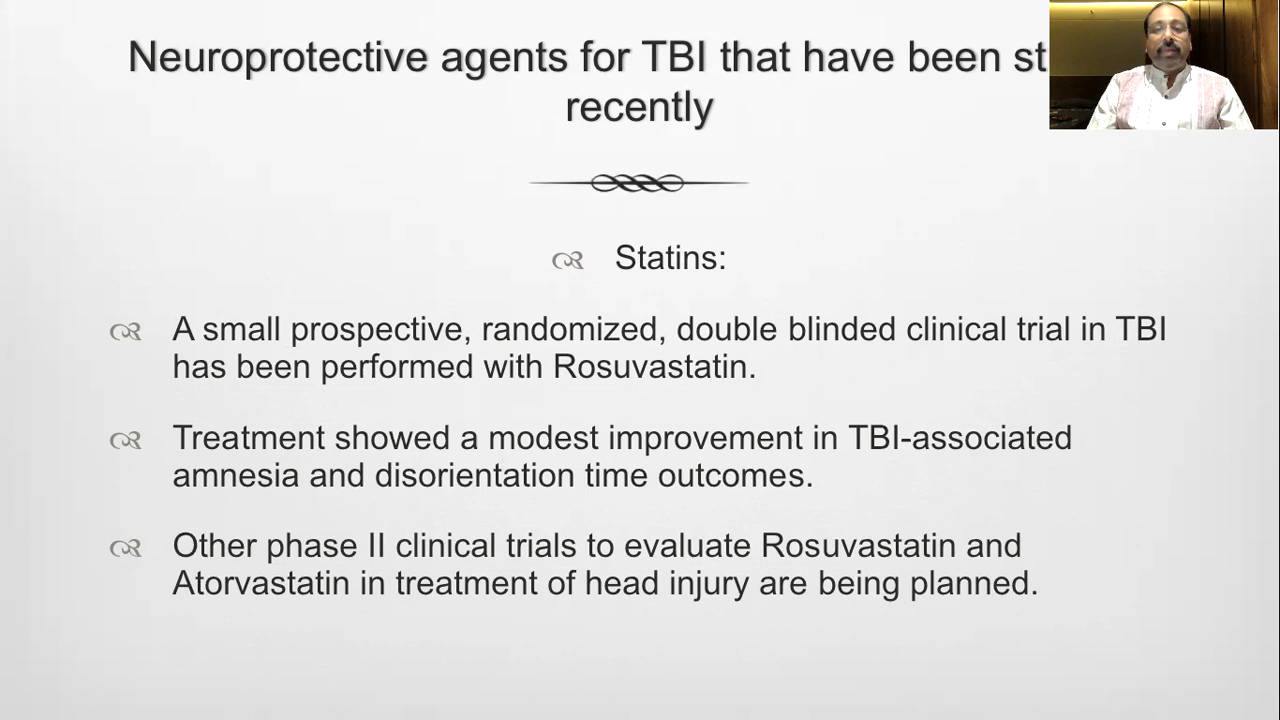 Neuroprotective agents for TBI that have been
recently
Statins:
A small prospective, randomized, double blinded clinical trial in TBI
has been performed with Rosuvastatin.
Treatment showed a modest improvement in TBI-associated
amnesia and disorientation time outcomes.
Other phase II clinical trials to evaluate Rosuvastatin and
Atorvastatin in treatment of head injury are being planned.